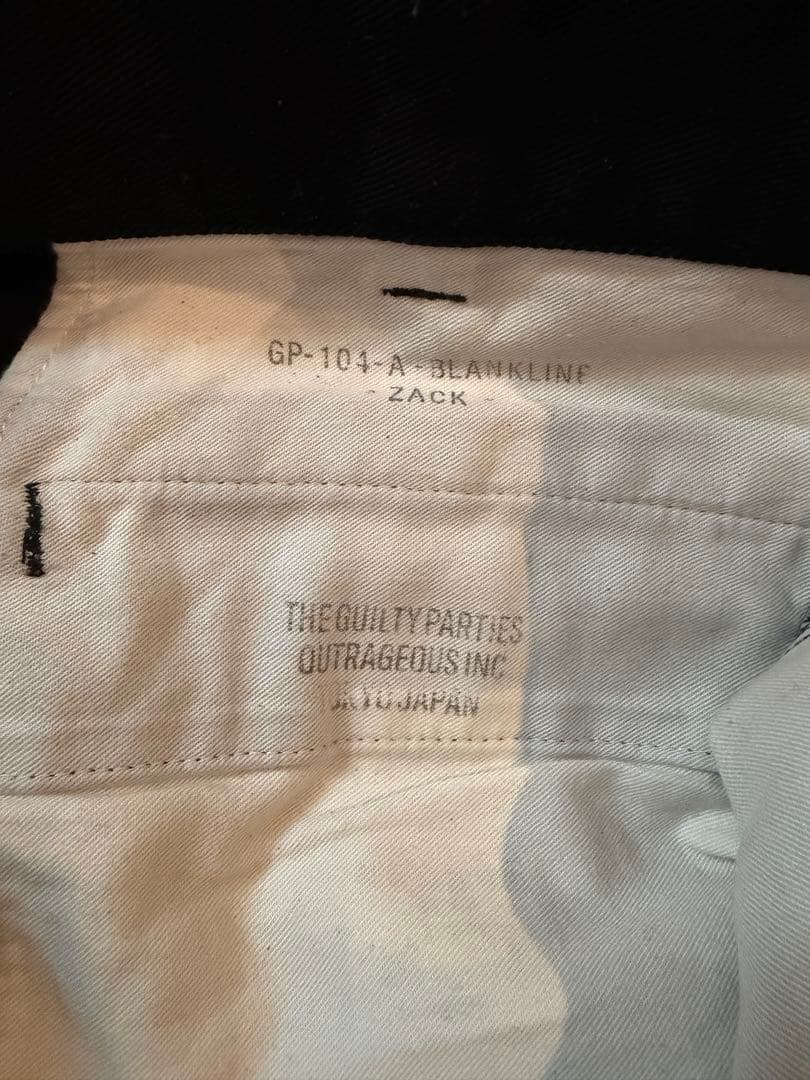 GP-104-A-BLANKLINE
- ZACK -
THE GUILTY PARTIES
OUTRAGEOUS INC
JAPAN